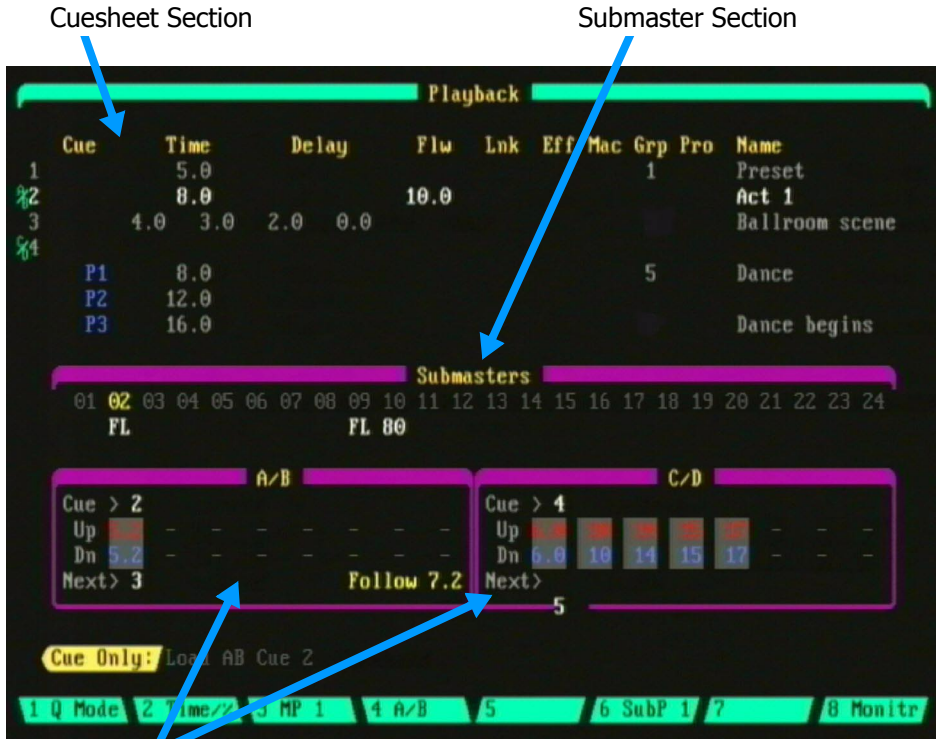 Cuesheet Section Submaster Section
Playback
Cue Time Delay Flw Lnk Eff Mac Grp Pro Name
1 5.0 1 Preset
A/B 2 8.0 10.0 Act 1
3 4.0 3.0 2.0 0.0 Ballroom scene
C/D 4
P1 8.0 5 Dance
P2 12.0
P3 16.0 Dance begins
Submasters
01 02 03 04 05 06 07 08 09 10 11 12 13 14 15 16 17 18 19 20 21 22 23 24
FL FL 80
A/B C/D
Cue > 2 Cue > 4
Up 5.2 - - - - - - - Up - - -
Dn 5.2 - - - - - - - Dn 6.0 10 14 15 17 - - -
Next> 3 Follow 7.2 Next>
5
Cue Only: Load AB Cue 2
1 Q Mode 2 Time/% 3 MP 1 4 A/B 5 6 SubP 1 7 8 Monitr